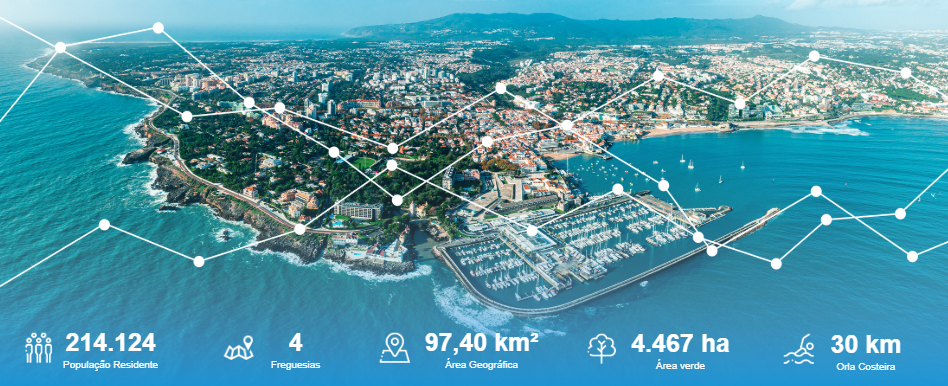 214.124
População Residente
4
Freguesias
97,40 km²
Área Geográfica
4.467 ha
Área verde
30 km
Orla Costeira